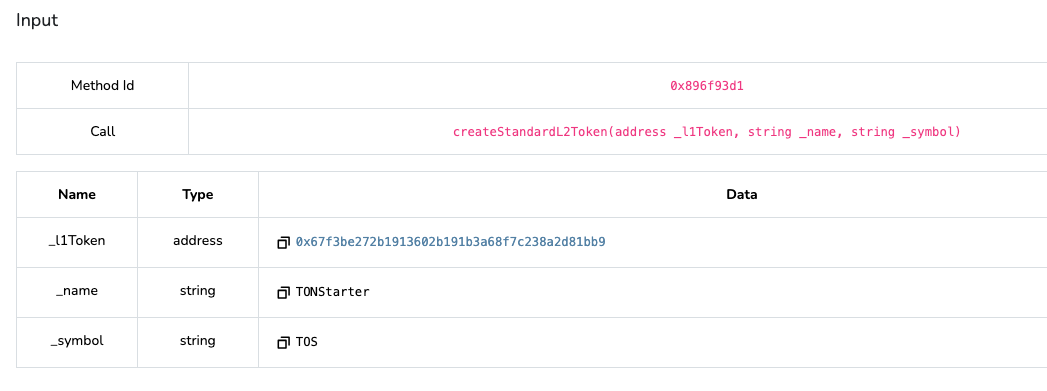 Input
Method Id 0x896f93d1
Call createStandardL2Token(address _l1Token, string _name, string _symbol)
Name Type Data
_l1Token address 0x67f3be272b1913602b191b3a68f7c238a2d81bb9
_name string TONStarter
_symbol string TOS